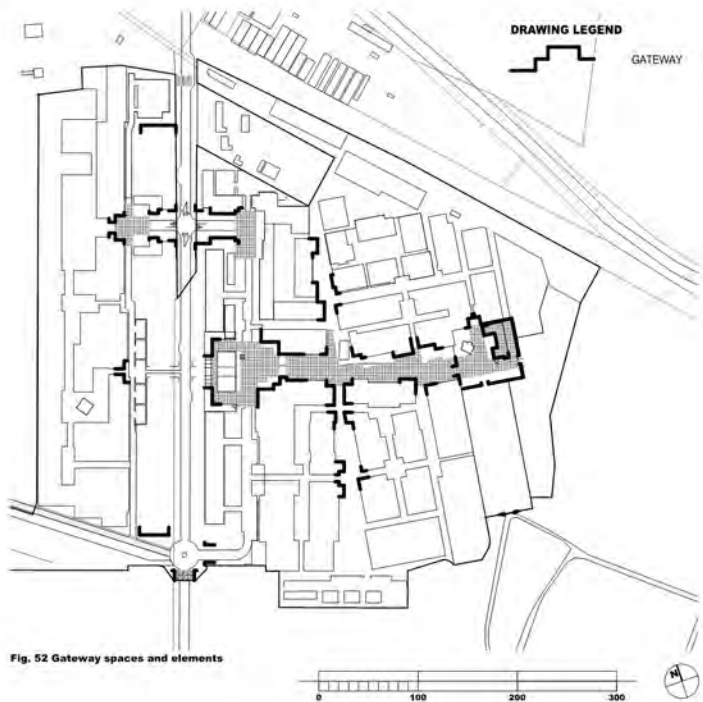 DRAWING LEGEND
GATEWAY
Fig. 52 Gateway spaces and elements
0 100 200 300
N